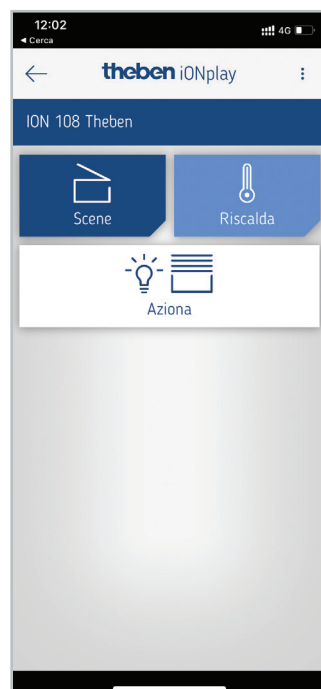 12:02
4G
◀ Cerca
theben iONplay
ION 108 Theben
Scene
Riscalda
Aziona